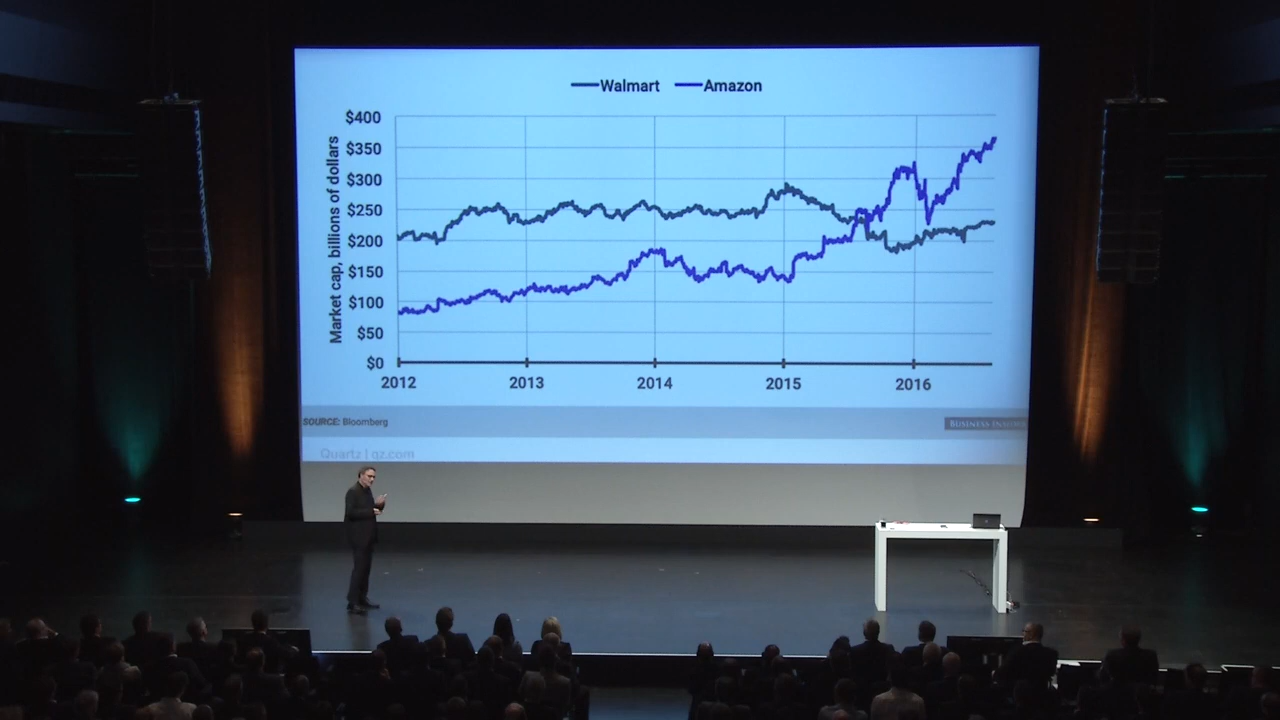 Walmart Amazon
Market cap, billions of dollars
$400
$350
$300
$250
$200
$150
$100
$50
$0
2012 2013 2014 2015 2016
SOURCE: Bloomberg
BUSINESS
Quartz | qz.com